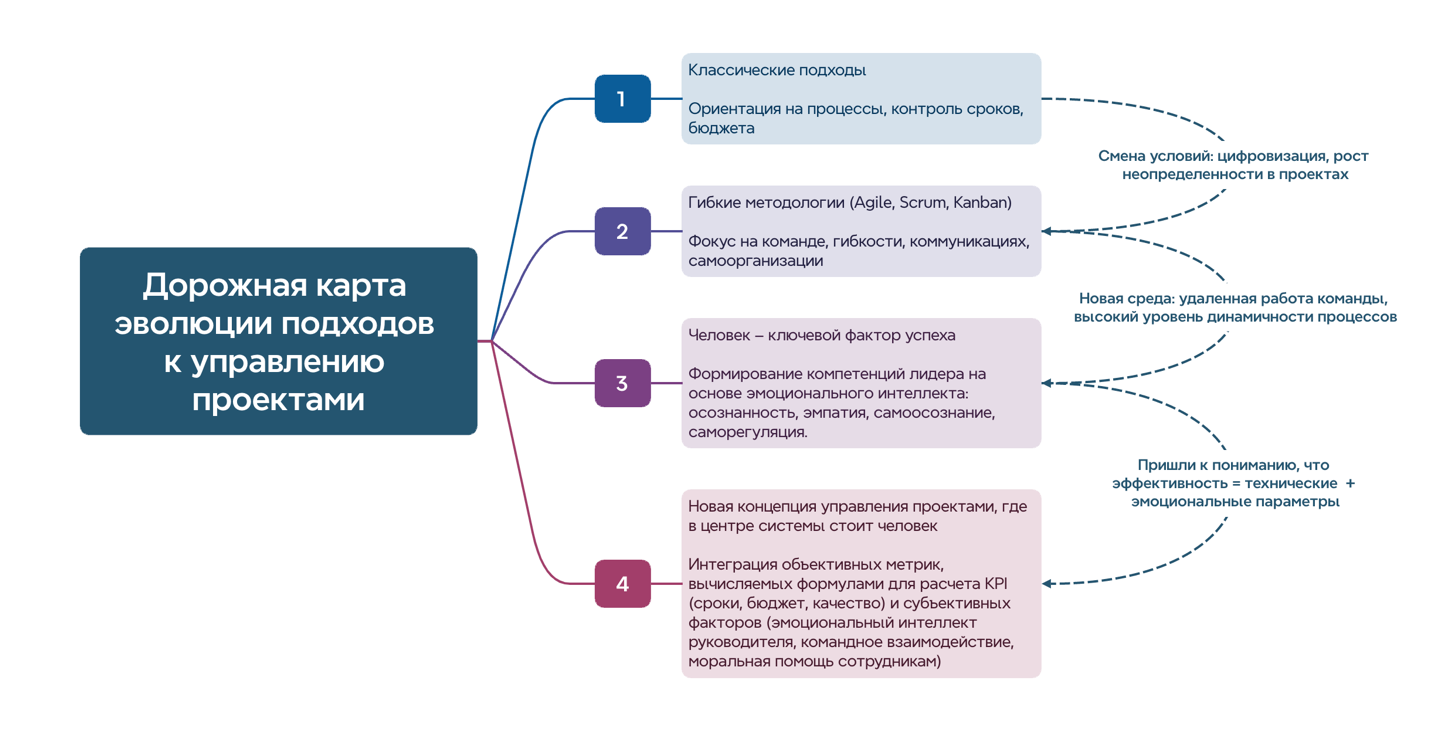 Дорожная карта
эволюции подходов
к управлению
проектами
1
Классические подходы
Ориентация на процессы, контроль сроков,
бюджета
Смена условий: цифровизация, рост
неопределенности в проектах
2
Гибкие методологии (Agile, Scrum, Kanban)
Фокус на команде, гибкости, коммуникациях,
самоорганизации
Новая среда: удаленная работа команды,
высокий уровень динамичности процессов
3
Человек – ключевой фактор успеха
Формирование компетенций лидера на
основе эмоционального интеллекта:
осознанность, эмпатия, самоосознание,
саморегуляция.
Пришли к пониманию, что
эффективность = технические +
эмоциональные параметры
4
Новая концепция управления проектами, где
в центре системы стоит человек
Интеграция объективных метрик,
вычисляемых формулами для расчета KPI
(сроки, бюджет, качество) и субъективных
факторов (эмоциональный интеллект
руководителя, командное взаимодействие,
моральная помощь сотрудникам)